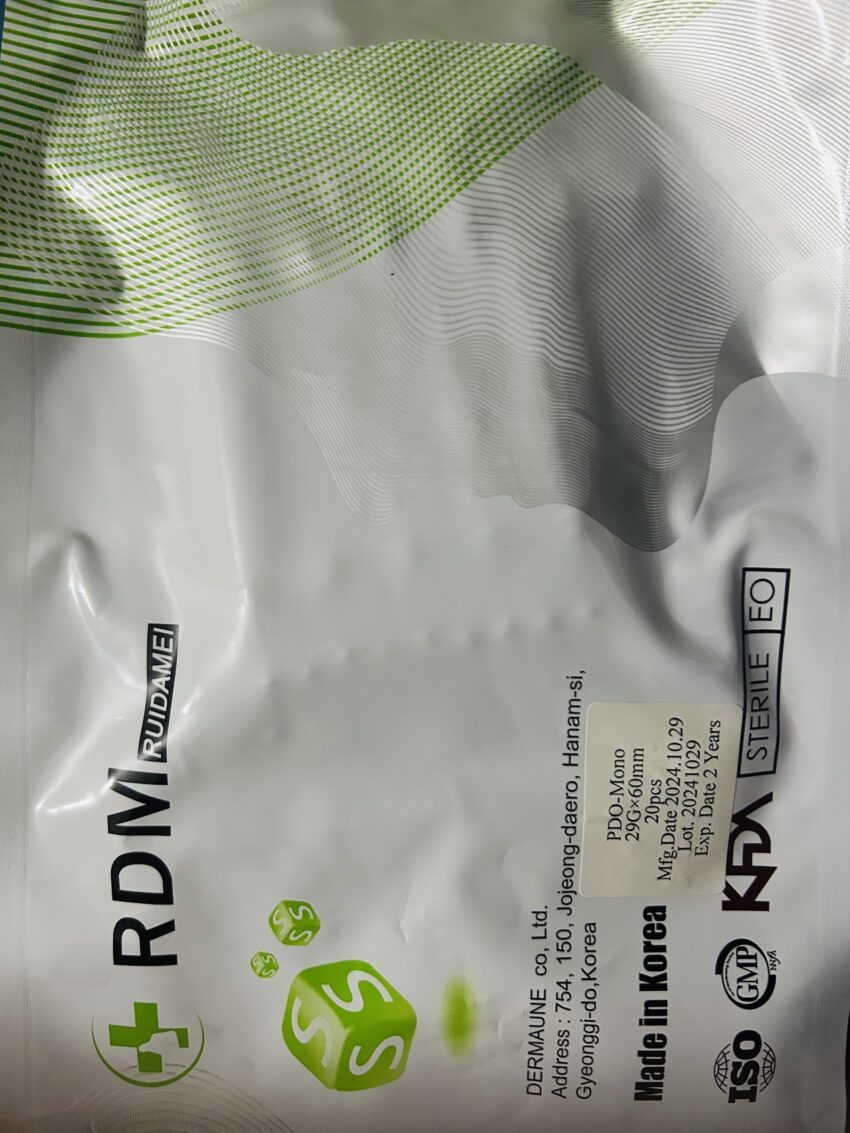 RDM
RUIDAMEI
S
S
S
S
S
S
S
S
S
DERMAUNE co, Ltd.
Address : 754, 150, Jojeong-daero, Hanam-si,
Gyeonggi-do,Korea
Made in Korea
PDO-Mono
29G×60mm
20pcs
Mfg.Date 2024.10.29
Lot. 20241029
Exp. Date 2 Years
ISO
GMP
KFDA
STERILE EO